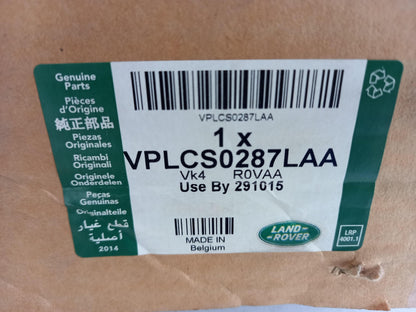 Genuine
Parts
Pièces
d'Origine
純正部品
Piezas
Originales
Ricambi
Originali
Originele
Onderdelen
Peças
Genuinas
Originalteile
قطع غيار
أصلية
2014
VPLCS0287LAA
1 x
VPLCS0287LAA
Vk4 R0VAA
Use By 291015
MADE IN
Belgium
LAND-
-ROVER
LRP
4001.1